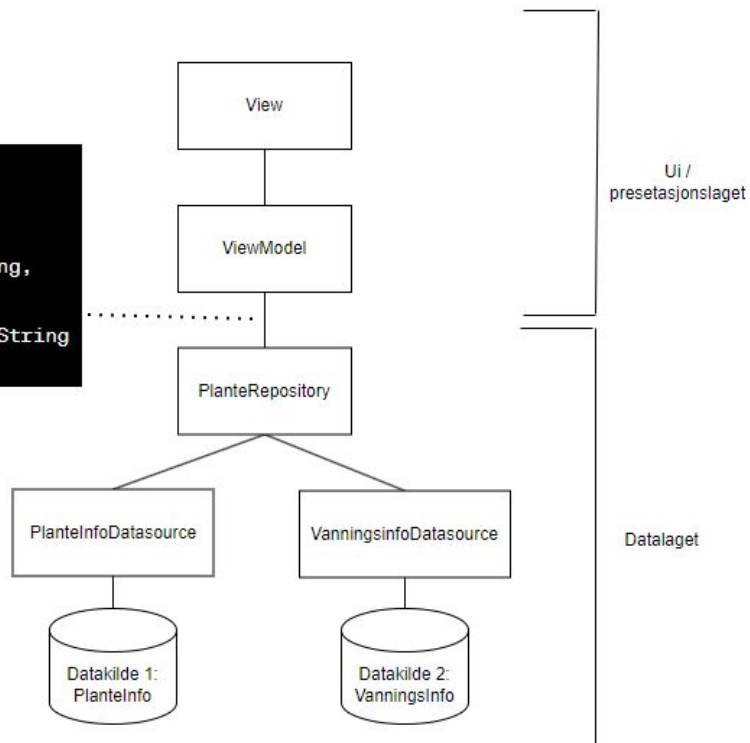 View
Ui /
presetasjonslaget
ViewModel
ng,
String
PlanteRepository
PlanteInfoDatasource
VanningsinfoDatasource
Datalaget
Datakilde 1:
PlanteInfo
Datakilde 2:
VanningsInfo